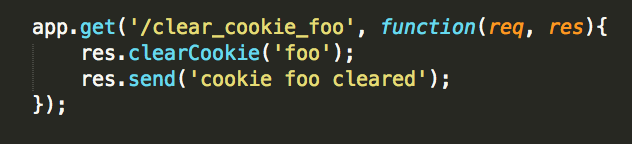 app.get('/clear_cookie_foo', function(req, res){
    res.clearCookie('foo');
    res.send('cookie foo cleared');
});